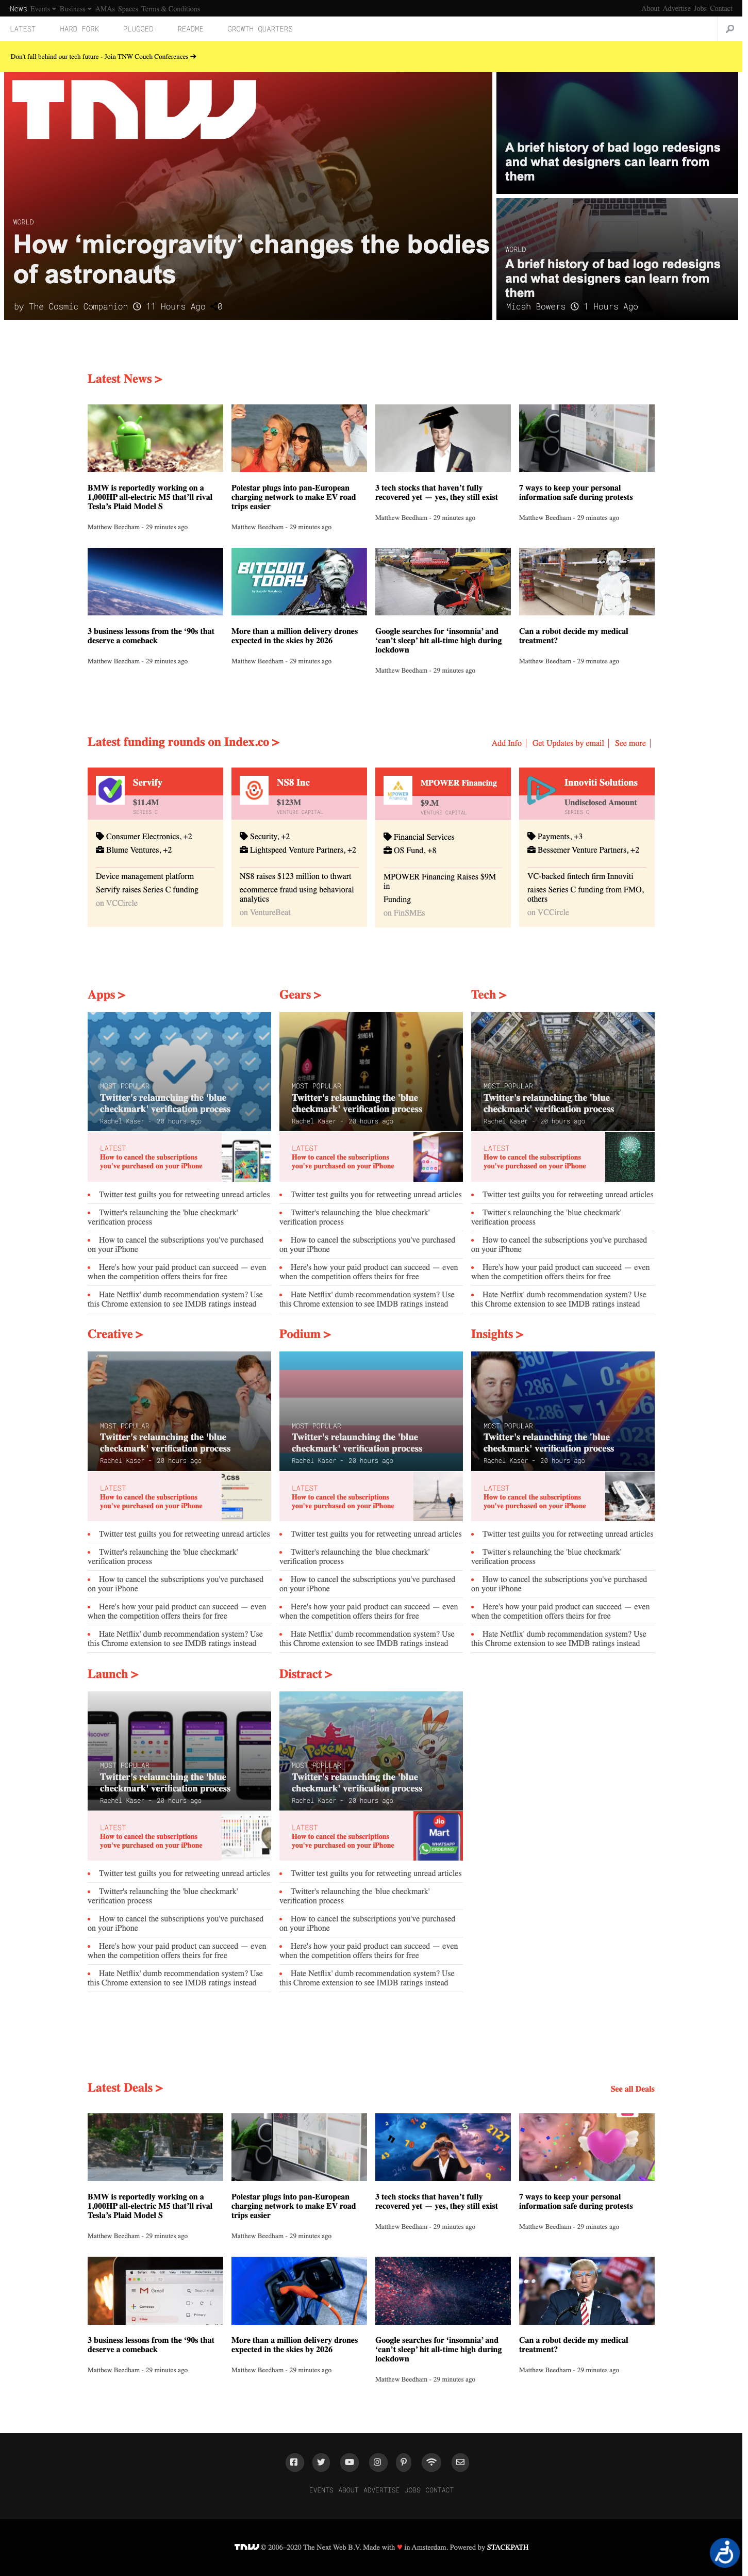 News Events Business AMAs Spaces Terms & Conditions About Advertise Jobs Contact
LATEST HARD FORK PLUGGED README GROWTH QUARTERS
Don't fall behind our tech future - Join TNW Couch Conferences →
TNW
WORLD
How ‘microgravity’ changes the bodies
of astronauts
by The Cosmic Companion 11 Hours Ago 0
A brief history of bad logo redesigns
and what designers can learn from
them
WORLD
A brief history of bad logo redesigns
and what designers can learn from
them
Micah Bowers 1 Hours Ago
Latest News >
BMW is reportedly working on a
1,000HP all-electric M5 that’ll rival
Tesla’s Plaid Model S
Matthew Beedham - 29 minutes ago
Polestar plugs into pan-European
charging network to make EV road
trips easier
Matthew Beedham - 29 minutes ago
3 tech stocks that haven’t fully
recovered yet — yes, they still exist
Matthew Beedham - 29 minutes ago
7 ways to keep your personal
information safe during protests
Matthew Beedham - 29 minutes ago
BITCOIN
TODAY
3 business lessons from the ‘90s that
deserve a comeback
Matthew Beedham - 29 minutes ago
More than a million delivery drones
expected in the skies by 2026
Matthew Beedham - 29 minutes ago
Google searches for ‘insomnia’ and
‘can’t sleep’ hit all-time high during
lockdown
Matthew Beedham - 29 minutes ago
Can a robot decide my medical
treatment?
Matthew Beedham - 29 minutes ago
Latest funding rounds on Index.co >
Add Info | Get Updates by email | See more |
Servify
$11.4M
SERIES C
Consumer Electronics, +2
Blume Ventures, +2
Device management platform
Servify raises Series C funding
on VCCircle
NS8 Inc
$123M
VENTURE CAPITAL
Security, +2
Lightspeed Venture Partners, +2
NS8 raises $123 million to thwart
ecommerce fraud using behavioral
analytics
on VentureBeat
MPOWER Financing
$9.M
VENTURE CAPITAL
Financial Services
OS Fund, +8
MPOWER Financing Raises $9M
in
Funding
on FinSMEs
Innoviti Solutions
Undisclosed Amount
SERIES C
Payments, +3
Bessemer Venture Partners, +2
VC-backed fintech firm Innoviti
raises Series C funding from FMO,
others
on VCCircle
Apps >
MOST POPULAR
Twitter's relaunching the 'blue
checkmark' verification process
Rachel Kaser - 20 hours ago
LATEST
How to cancel the subscriptions
you've purchased on your iPhone
Twitter test guilts you for retweeting unread articles
Twitter's relaunching the 'blue checkmark'
verification process
How to cancel the subscriptions you've purchased
on your iPhone
Here's how your paid product can succeed — even
when the competition offers theirs for free
Hate Netflix' dumb recommendation system? Use
this Chrome extension to see IMDB ratings instead
Gears >
MOST POPULAR
Twitter's relaunching the 'blue
checkmark' verification process
Rachel Kaser - 20 hours ago
LATEST
How to cancel the subscriptions
you've purchased on your iPhone
Twitter test guilts you for retweeting unread articles
Twitter's relaunching the 'blue checkmark'
verification process
How to cancel the subscriptions you've purchased
on your iPhone
Here's how your paid product can succeed — even
when the competition offers theirs for free
Hate Netflix' dumb recommendation system? Use
this Chrome extension to see IMDB ratings instead
Tech >
MOST POPULAR
Twitter's relaunching the 'blue
checkmark' verification process
Rachel Kaser - 20 hours ago
LATEST
How to cancel the subscriptions
you've purchased on your iPhone
Twitter test guilts you for retweeting unread articles
Twitter's relaunching the 'blue checkmark'
verification process
How to cancel the subscriptions you've purchased
on your iPhone
Here's how your paid product can succeed — even
when the competition offers theirs for free
Hate Netflix' dumb recommendation system? Use
this Chrome extension to see IMDB ratings instead
Creative >
MOST POPULAR
Twitter's relaunching the 'blue
checkmark' verification process
Rachel Kaser - 20 hours ago
LATEST
How to cancel the subscriptions
you've purchased on your iPhone
Twitter test guilts you for retweeting unread articles
Twitter's relaunching the 'blue checkmark'
verification process
How to cancel the subscriptions you've purchased
on your iPhone
Here's how your paid product can succeed — even
when the competition offers theirs for free
Hate Netflix' dumb recommendation system? Use
this Chrome extension to see IMDB ratings instead
Podium >
MOST POPULAR
Twitter's relaunching the 'blue
checkmark' verification process
Rachel Kaser - 20 hours ago
LATEST
How to cancel the subscriptions
you've purchased on your iPhone
Twitter test guilts you for retweeting unread articles
Twitter's relaunching the 'blue checkmark'
verification process
How to cancel the subscriptions you've purchased
on your iPhone
Here's how your paid product can succeed — even
when the competition offers theirs for free
Hate Netflix' dumb recommendation system? Use
this Chrome extension to see IMDB ratings instead
Insights >
MOST POPULAR
Twitter's relaunching the 'blue
checkmark' verification process
Rachel Kaser - 20 hours ago
LATEST
How to cancel the subscriptions
you've purchased on your iPhone
Twitter test guilts you for retweeting unread articles
Twitter's relaunching the 'blue checkmark'
verification process
How to cancel the subscriptions you've purchased
on your iPhone
Here's how your paid product can succeed — even
when the competition offers theirs for free
Hate Netflix' dumb recommendation system? Use
this Chrome extension to see IMDB ratings instead
Launch >
MOST POPULAR
Twitter's relaunching the 'blue
checkmark' verification process
Rachel Kaser - 20 hours ago
LATEST
How to cancel the subscriptions
you've purchased on your iPhone
Twitter test guilts you for retweeting unread articles
Twitter's relaunching the 'blue checkmark'
verification process
How to cancel the subscriptions you've purchased
on your iPhone
Here's how your paid product can succeed — even
when the competition offers theirs for free
Hate Netflix' dumb recommendation system? Use
this Chrome extension to see IMDB ratings instead
Distract >
MOST POPULAR
Twitter's relaunching the 'blue
checkmark' verification process
Rachel Kaser - 20 hours ago
LATEST
How to cancel the subscriptions
you've purchased on your iPhone
Jio
Mart
WHATSAPP
ORDERING
Twitter test guilts you for retweeting unread articles
Twitter's relaunching the 'blue checkmark'
verification process
How to cancel the subscriptions you've purchased
on your iPhone
Here's how your paid product can succeed — even
when the competition offers theirs for free
Hate Netflix' dumb recommendation system? Use
this Chrome extension to see IMDB ratings instead
Latest Deals >
See all Deals
BMW is reportedly working on a
1,000HP all-electric M5 that’ll rival
Tesla’s Plaid Model S
Matthew Beedham - 29 minutes ago
Polestar plugs into pan-European
charging network to make EV road
trips easier
Matthew Beedham - 29 minutes ago
3 tech stocks that haven’t fully
recovered yet — yes, they still exist
Matthew Beedham - 29 minutes ago
7 ways to keep your personal
information safe during protests
Matthew Beedham - 29 minutes ago
Gmail
Compose
Inbox
3 business lessons from the ‘90s that
deserve a comeback
Matthew Beedham - 29 minutes ago
More than a million delivery drones
expected in the skies by 2026
Matthew Beedham - 29 minutes ago
Google searches for ‘insomnia’ and
‘can’t sleep’ hit all-time high during
lockdown
Matthew Beedham - 29 minutes ago
Can a robot decide my medical
treatment?
Matthew Beedham - 29 minutes ago
EVENTS ABOUT ADVERTISE JOBS CONTACT
TNW © 2006–2020 The Next Web B.V. Made with ♥ in Amsterdam. Powered by STACKPATH